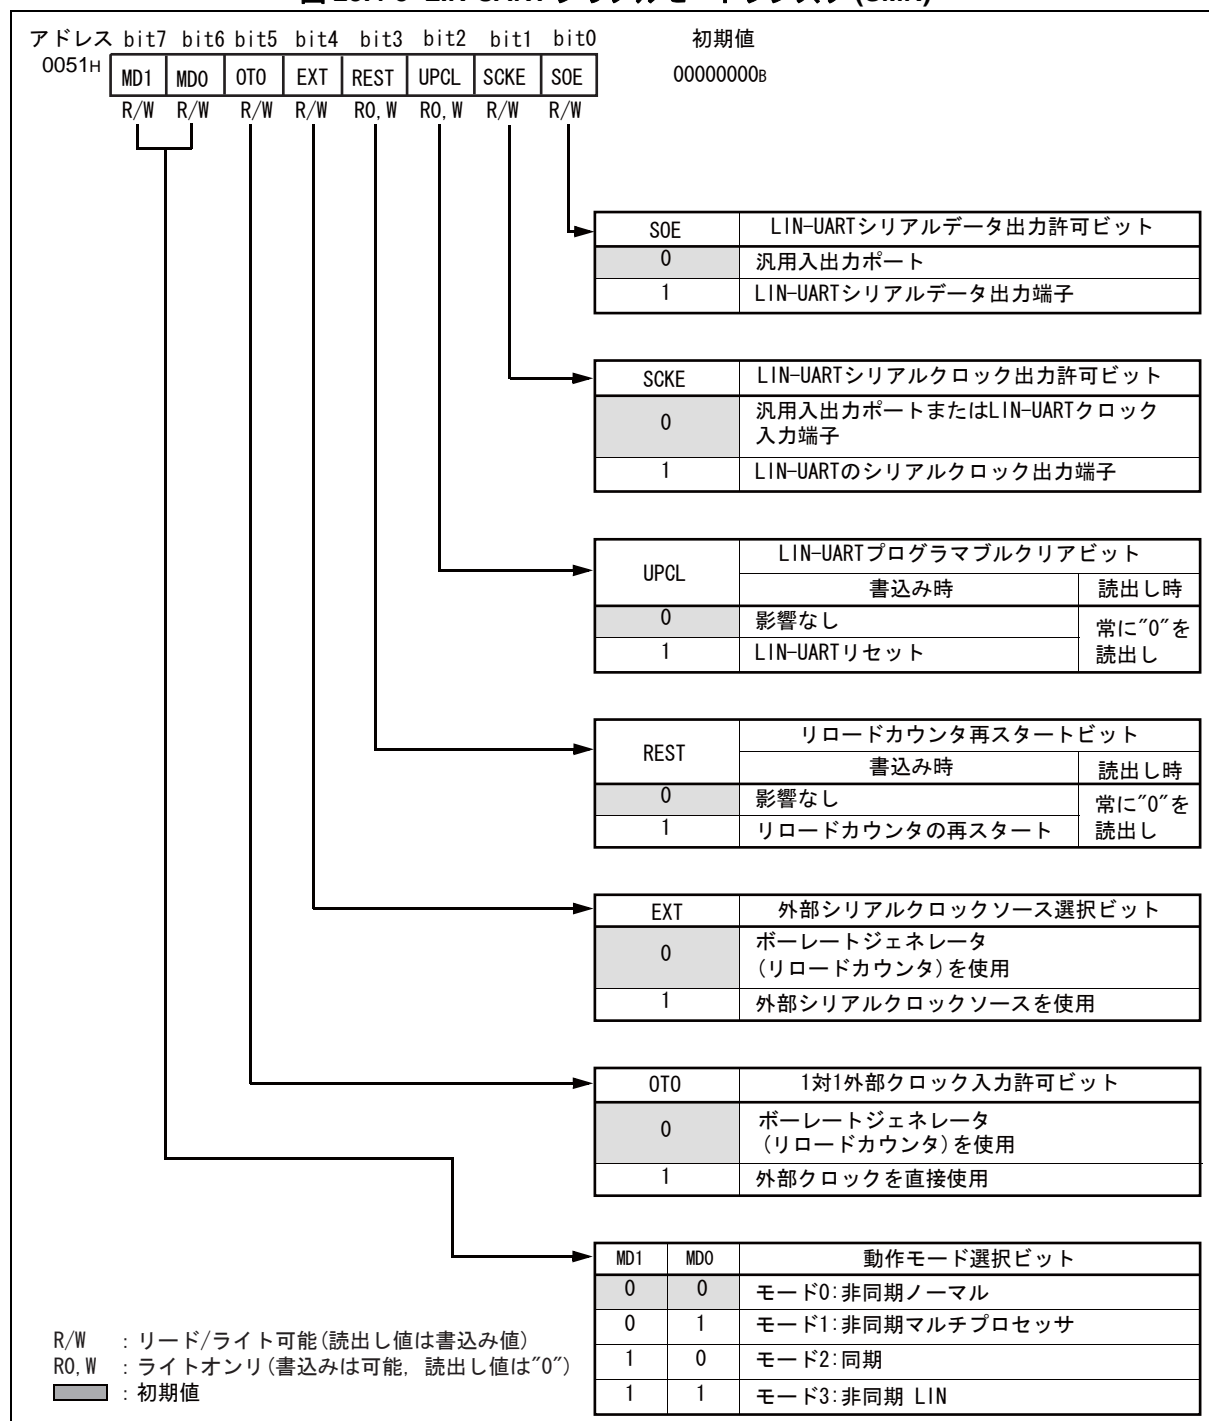 アドレス bit7 bit6 bit5 bit4 bit3 bit2 bit1 bit0 初期値
0051H MD1 MD0 OTO EXT REST UPCL SCKE SOE 00000000B
R/W R/W R/W R/W R0,W R0,W R/W R/W
SOE LIN-UARTシリアルデータ出力許可ビット
0 汎用入出力ポート
1 LIN-UARTシリアルデータ出力端子
SCKE LIN-UARTシリアルクロック出力許可ビット
0 汎用入出力ポートまたはLIN-UARTクロック
入力端子
1 LIN-UARTのシリアルクロック出力端子
UPCL LIN-UARTプログラマブルクリアビット
書込み時 読出し時
0 影響なし 常に"0"を
1 LIN-UARTリセット 読出し
REST リロードカウンタ再スタートビット
書込み時 読出し時
0 影響なし 常に"0"を
1 リロードカウンタの再スタート 読出し
EXT 外部シリアルクロックソース選択ビット
0 ボーレートジェネレータ
(リロードカウンタ)を使用
1 外部シリアルクロックソースを使用
OTO 1対1外部クロック入力許可ビット
0 ボーレートジェネレータ
(リロードカウンタ)を使用
1 外部クロックを直接使用
MD1 MD0 動作モード選択ビット
0 0 モード0:非同期ノーマル
0 1 モード1:非同期マルチプロセッサ
1 0 モード2:同期
1 1 モード3:非同期 LIN
R/W :リード/ライト可能(読出し値は書込み値)
R0,W :ライトオンリ(書込みは可能, 読出し値は"0")
:初期値